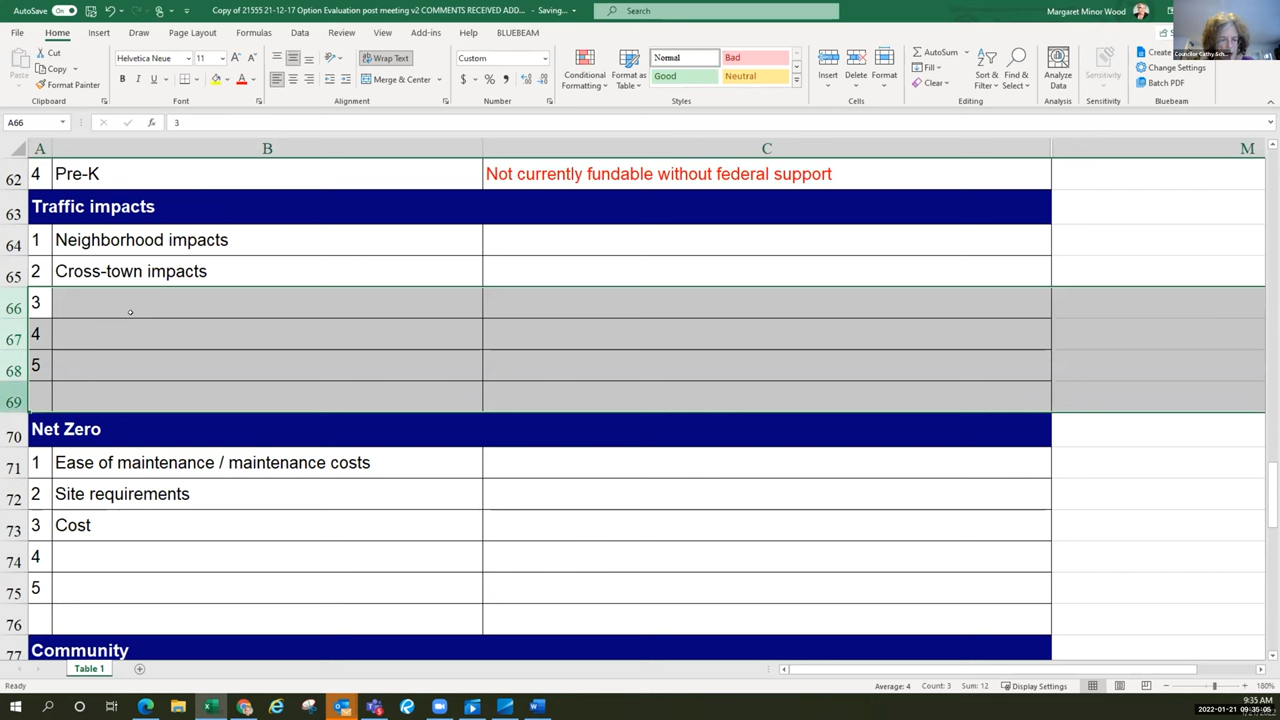 AutoSave On Copy of 21555 21-12-17 Option Evaluation post meeting v2 COMMENTS RECEIVED ADD... - Saving... Search Margaret Minor Wood
File Home Insert Draw Page Layout Formulas Data Review View Add-ins Help BLUEBEAM
Cut
Copy
Format Painter
Paste
Clipboard
Helvetica Neue 11
B I U
Font
Wrap Text
Merge & Center
Alignment
Custom
$ % ,
Number
Conditional Formatting
Format as Table
Normal Bad
Good Neutral
Styles
Insert Delete Format
Cells
AutoSum
Fill
Clear
Sort & Filter
Find & Select
Editing
Analyze Data
Analysis
Sensitivity
Sensitivity
Change Settings
Batch PDF
Bluebeam
A66 fx 3
A B C M
62 4 Pre-K Not currently fundable without federal support
63 Traffic impacts
64 1 Neighborhood impacts
65 2 Cross-town impacts
66 3
67 4
68 5
69
70 Net Zero
71 1 Ease of maintenance / maintenance costs
72 2 Site requirements
73 3 Cost
74 4
75 5
76
77 Community
Table 1
Ready Average: 4 Count: 3 Sum: 12 Display Settings 180%
9:35 AM
2022-01-21 09:35:05